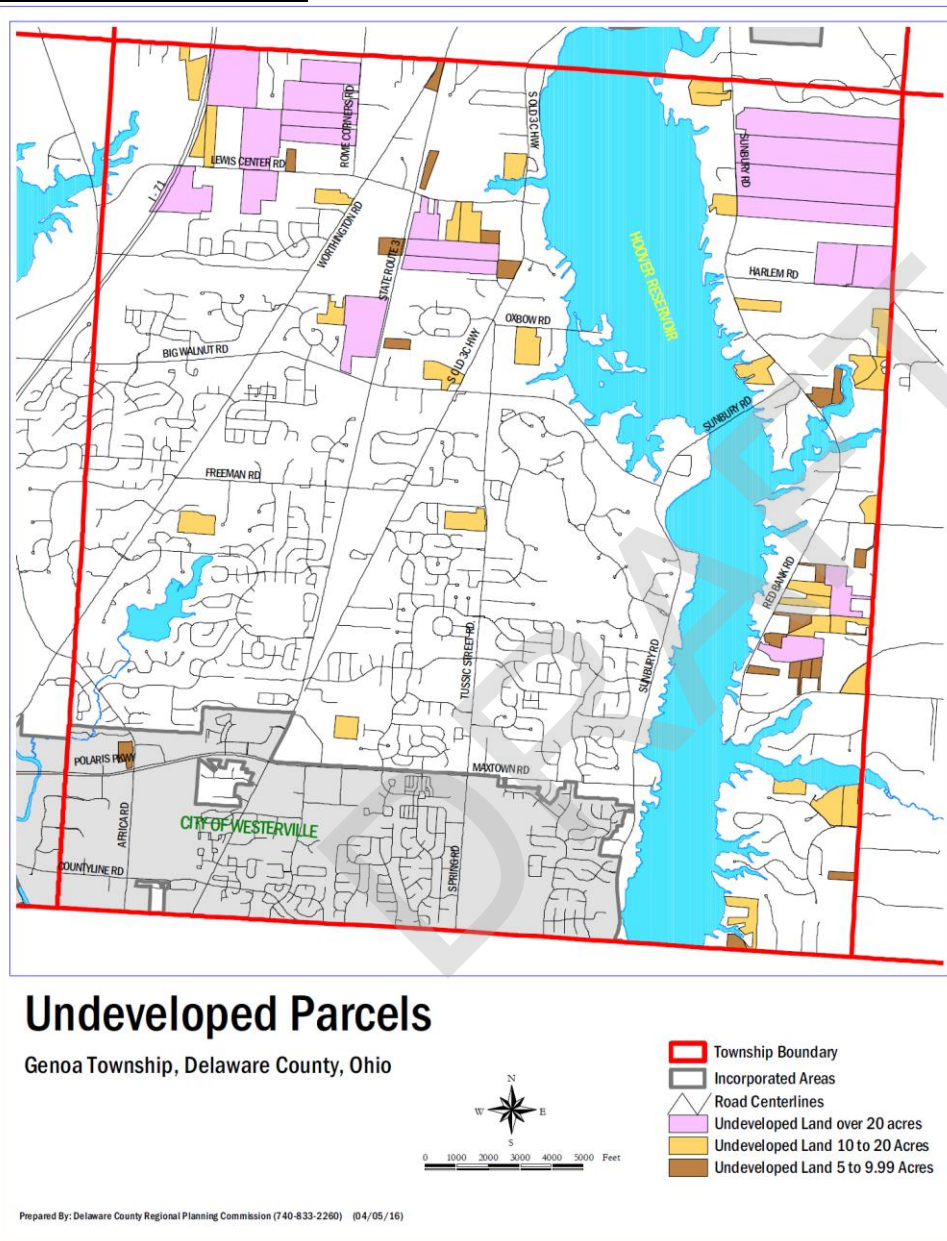 ROME CORNERS RD
S OLD 3C HWY
SUNBURY RD
LEWIS CENTER RD
I - 71
WORTHINGTON RD
STATE ROUTE 3
HOOVER RESERVOIR
HARLEM RD
OXBOW RD
BIG WALNUT RD
S OLD 3C HWY
SUNBURY RD
FREEMAN RD
RED BANK RD
TUSSIC STREET RD.
SUNBURY RD
POLARIS PKWY
MAXTOWN RD
AFRICA RD
CITY OF WESTERVILLE
SPRING RD
COUNTYLINE RD
DRAFT
Undeveloped Parcels
Genoa Township, Delaware County, Ohio
N
W E
S
0 1000 2000 3000 4000 5000 Feet
Township Boundary
Incorporated Areas
Road Centerlines
Undeveloped Land over 20 acres
Undeveloped Land 10 to 20 Acres
Undeveloped Land 5 to 9.99 Acres
Prepared By: Delaware County Regional Planning Commission (740-833-2260) (04/05/16)